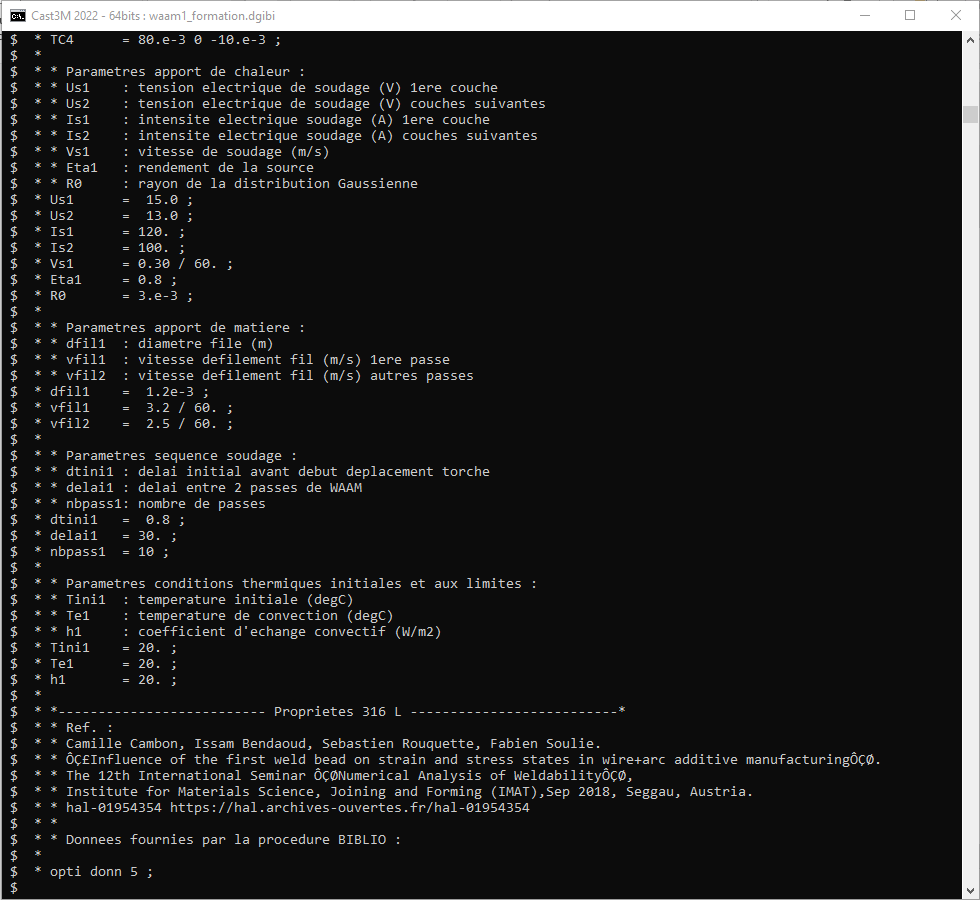 Cast3M 2022 - 64bits : waam1_formation.dgibi
$  * TC4      = 80.e-3 0 -10.e-3 ;
$  *
$  * * Parametres apport de chaleur :
$  * * Us1    : tension electrique de soudage (V) 1ere couche
$  * * Us2    : tension electrique de soudage (V) couches suivantes
$  * * Is1    : intensite electrique soudage (A) 1ere couche
$  * * Is2    : intensite electrique soudage (A) couches suivantes
$  * * Vs1    : vitesse de soudage (m/s)
$  * * Eta1   : rendement de la source
$  * * R0     : rayon de la distribution Gaussienne
$  * Us1      =  15.0 ;
$  * Us2      =  13.0 ;
$  * Is1      = 120. ;
$  * Is2      = 100. ;
$  * Vs1      = 0.30 / 60. ;
$  * Eta1     = 0.8 ;
$  * R0       = 3.e-3 ;
$  *
$  * * Parametres apport de matiere :
$  * * dfil1  : diametre file (m)
$  * * vfil1  : vitesse defilement fil (m/s) 1ere passe
$  * * vfil2  : vitesse defilement fil (m/s) autres passes
$  * dfil1    =  1.2e-3 ;
$  * vfil1    =  3.2 / 60. ;
$  * vfil2    =  2.5 / 60. ;
$  *
$  * * Parametres sequence soudage :
$  * * dtini1 : delai initial avant debut deplacement torche
$  * * delai1 : delai entre 2 passes de WAAM
$  * * nbpass1: nombre de passes
$  * dtini1   =  0.8 ;
$  * delai1   = 30. ;
$  * nbpass1  = 10 ;
$  *
$  * * Parametres conditions thermiques initiales et aux limites :
$  * * Tini1  : temperature initiale (degC)
$  * * Te1    : temperature de convection (degC)
$  * * h1     : coefficient d'echange convectif (W/m2)
$  * Tini1    = 20. ;
$  * Te1      = 20. ;
$  * h1       = 20. ;
$  *
$  * *-------------------------- Proprietes 316 L --------------------------*
$  * * Ref. :
$  * * Camille Cambon, Issam Bendaoud, Sebastien Rouquette, Fabien Soulie.
$  * * ÔÇ£Influence of the first weld bead on strain and stress states in wire+arc additive manufacturingÔÇØ.
$  * * The 12th International Seminar ÔÇØNumerical Analysis of WeldabilityÔÇØ,
$  * * Institute for Materials Science, Joining and Forming (IMAT),Sep 2018, Seggau, Austria.
$  * * hal-01954354 https://hal.archives-ouvertes.fr/hal-01954354
$  * *
$  * * Donnees fournies par la procedure BIBLIO :
$  *
$  * opti donn 5 ;
$